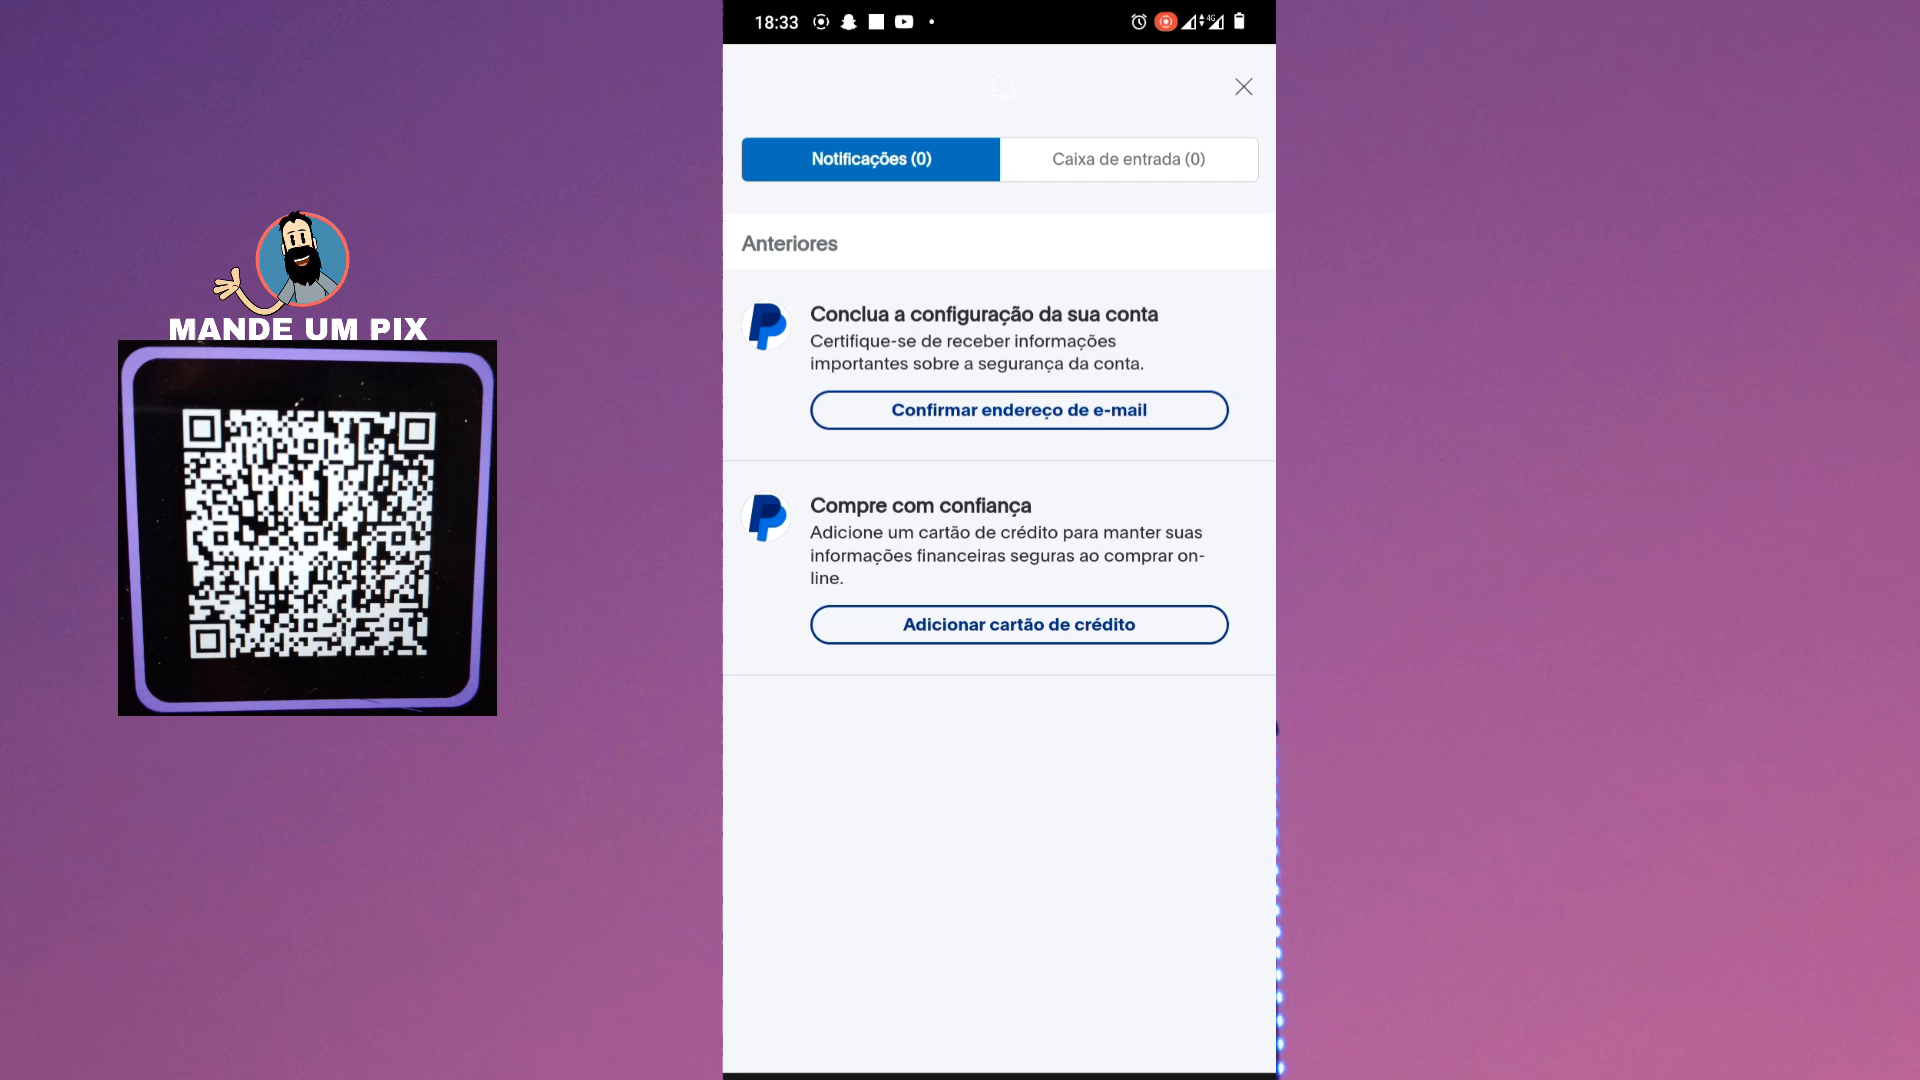 MANDE UM PIX
18:33
4G
Notificações (0)
Caixa de entrada (0)
Anteriores
Conclua a configuração da sua conta
Certifique-se de receber informações
importantes sobre a segurança da conta.
Confirmar endereço de e-mail
Compre com confiança
Adicione um cartão de crédito para manter suas
informações financeiras seguras ao comprar on-
line.
Adicionar cartão de crédito